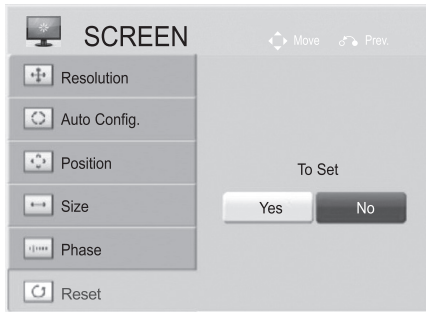 SCREEN
Move Prev.
Resolution
Auto Config.
Position
Size
Phase
Reset
To Set
Yes No